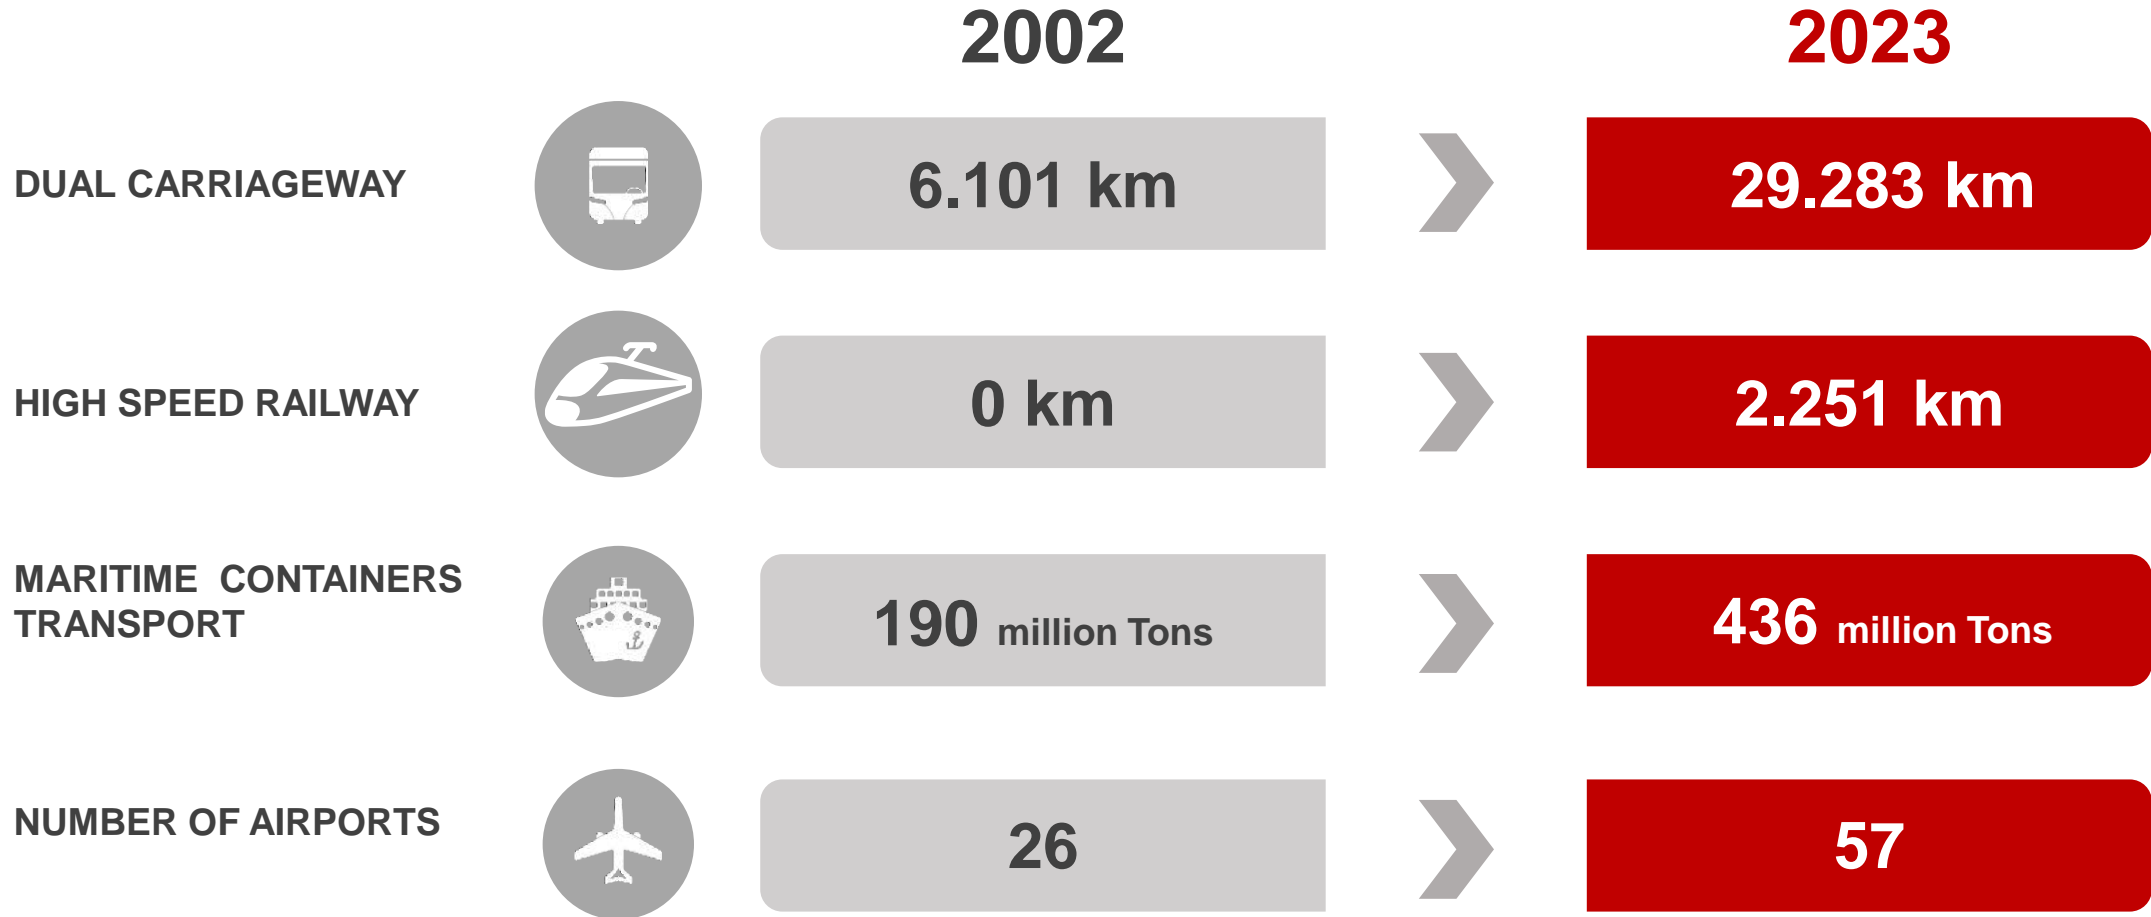 2002 2023
DUAL CARRIAGEWAY 6.101 km 29.283 km
HIGH SPEED RAILWAY 0 km 2.251 km
MARITIME CONTAINERS
TRANSPORT 190 million Tons 436 million Tons
NUMBER OF AIRPORTS 26 57